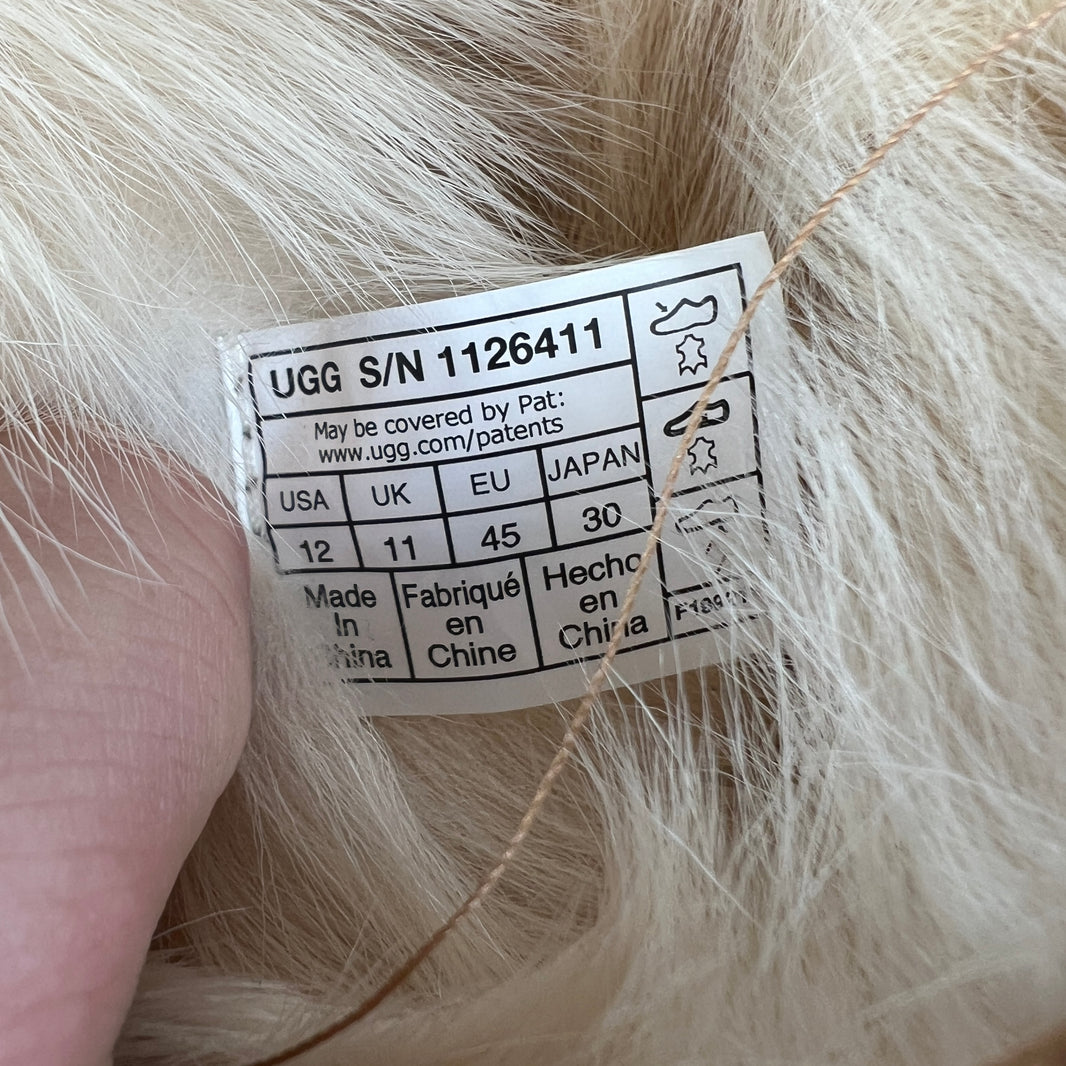 UGG S/N 1126411
May be covered by Pat:
www.ugg.com/patents
USA UK EU JAPAN
12 11 45 30
Made Fabriqué Hecho
In en en
China Chine China